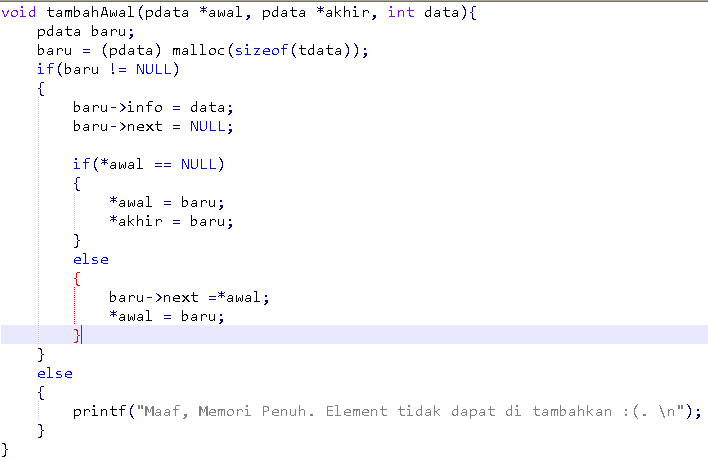 void tambahAwal(pdata *awal, pdata *akhir, int data){
    pdata baru;
    baru = (pdata) malloc(sizeof(tdata));
    if(baru != NULL)
    {
        baru->info = data;
        baru->next = NULL;

        if(*awal == NULL)
        {
            *awal = baru;
            *akhir = baru;
        }
        else
        {
            baru->next =*awal;
            *awal = baru;
        }
    }
    else
    {
        printf("Maaf, Memori Penuh. Element tidak dapat di tambahkan :(. \n");
    }
}